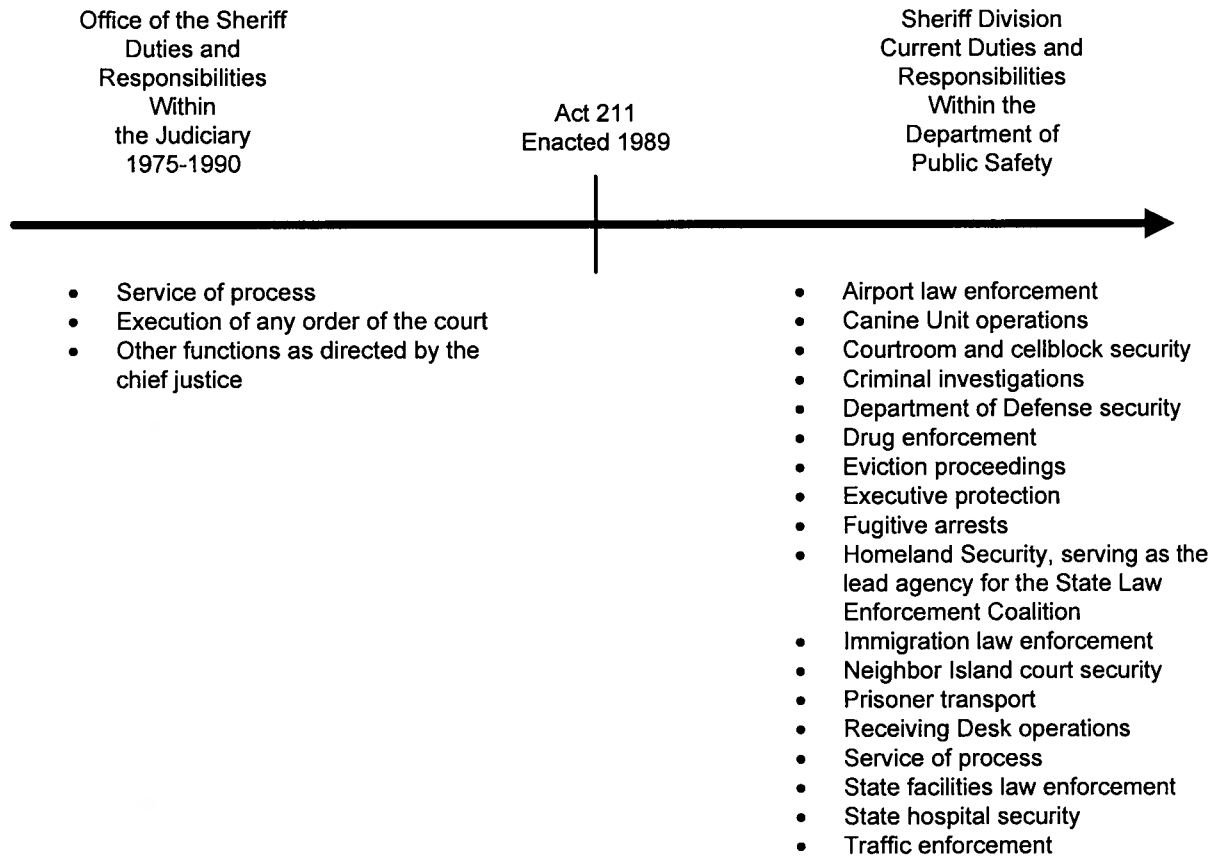 Office of the Sheriff
Duties and
Responsibilities
Within
the Judiciary
1975-1990
Act 211
Enacted 1989
Sheriff Division
Current Duties and
Responsibilities
Within the
Department of
Public Safety
• Service of process
• Execution of any order of the court
• Other functions as directed by the
chief justice
• Airport law enforcement
• Canine Unit operations
• Courtroom and cellblock security
• Criminal investigations
• Department of Defense security
• Drug enforcement
• Eviction proceedings
• Executive protection
• Fugitive arrests
• Homeland Security, serving as the
lead agency for the State Law
Enforcement Coalition
• Immigration law enforcement
• Neighbor Island court security
• Prisoner transport
• Receiving Desk operations
• Service of process
• State facilities law enforcement
• State hospital security
• Traffic enforcement